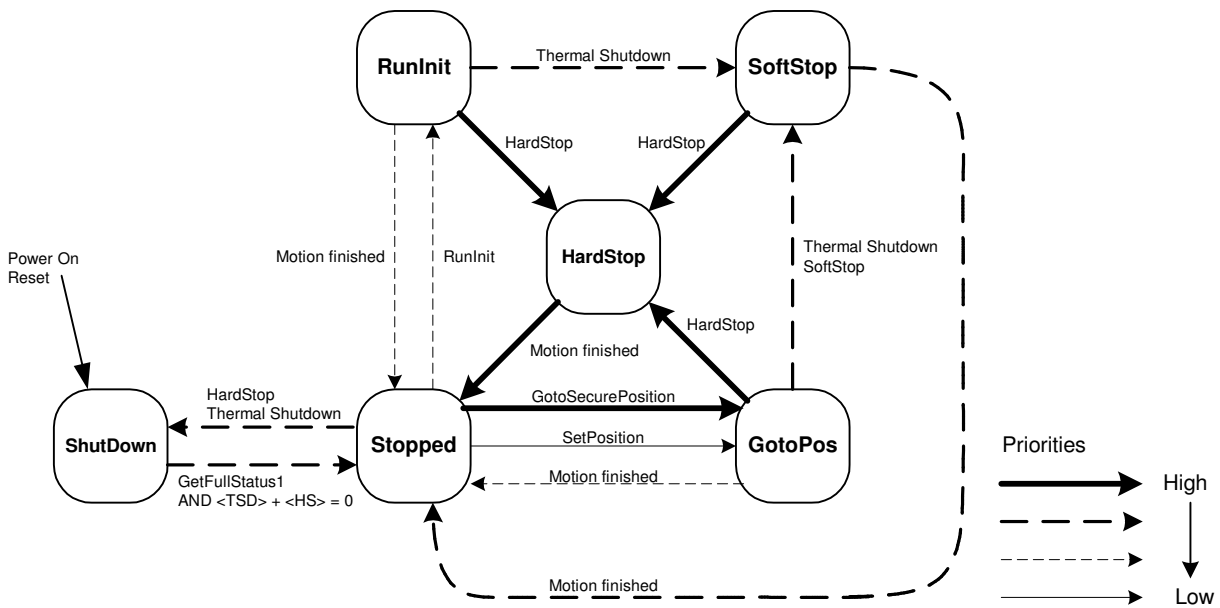 RunInit
Thermal Shutdown
SoftStop
HardStop
HardStop
Motion finished
RunInit
HardStop
Thermal Shutdown
SoftStop
Power On
Reset
HardStop
Motion finished
HardStop
Thermal Shutdown
GotoSecurePosition
ShutDown
Stopped
SetPosition
GotoPos
Motion finished
GetFullStatus1
AND <TSD> + <HS> = 0
Motion finished
Priorities
High
Low